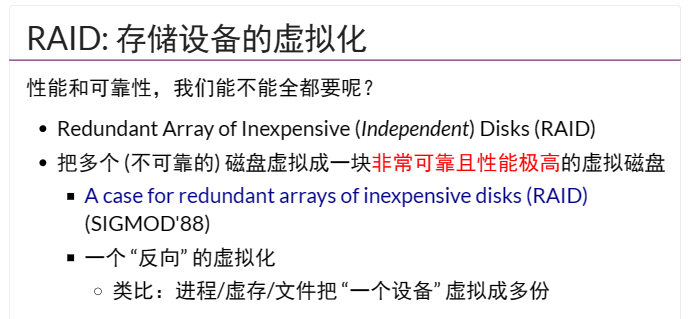 RAID: 存储设备的虚拟化
性能和可靠性，我们能不能全都要呢？
• Redundant Array of Inexpensive (Independent) Disks (RAID)
• 把多个 (不可靠的) 磁盘虚拟成一块非常可靠且性能极高的虚拟磁盘
▪ A case for redundant arrays of inexpensive disks (RAID)
(SIGMOD'88)
▪ 一个 “反向” 的虚拟化
◦ 类比：进程/虚存/文件把 “一个设备” 虚拟成多份